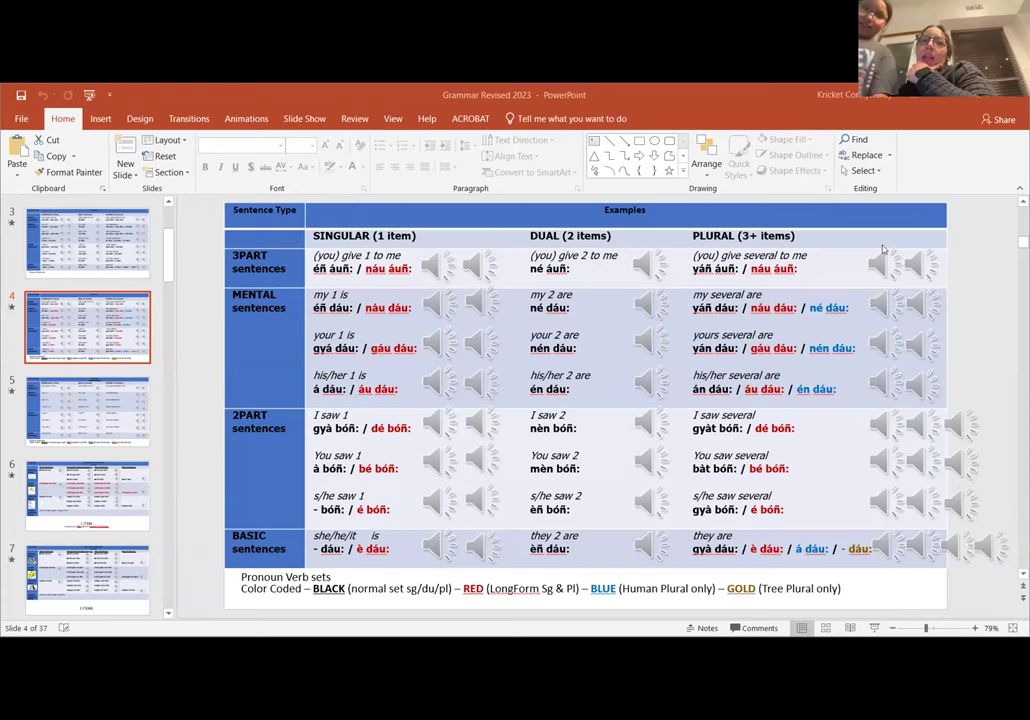 Grammar Revised 2023 - PowerPoint
File Home Insert Design Transitions Animations Slide Show Review View Help ACROBAT Tell me what you want to do Share
Paste
Cut
Copy
Format Painter
Clipboard
New Slide
Layout
Reset
Section
Slides
Font
Text Direction
Align Text
Convert to SmartArt
Paragraph
Arrange
Quick Styles
Shape Fill
Shape Outline
Shape Effects
Drawing
Find
Replace
Select
Editing
3
4
5
6
7
Sentence Type Examples
SINGULAR (1 item) DUAL (2 items) PLURAL (3+ items)
3PART sentences
(you) give 1 to me (you) give 2 to me (you) give several to me
éñ áuñ: / náu áuñ: né áuñ: yáñ áuñ: / náu áuñ:
MENTAL sentences
my 1 is my 2 are my several are
éñ dáu: / náu dáu: né dáu: yáñ dáu: / náu dáu: / né dáu:
your 1 is your 2 are yours several are
gyá dáu: / gáu dáu: nén dáu: yán dáu: / gáu dáu: / nén dáu:
his/her 1 is his/her 2 are his/her several are
á dáu: / áu dáu: én dáu: án dáu: / áu dáu: / én dáu:
2PART sentences
I saw 1 I saw 2 I saw several
gyà bóñ: / dé bóñ: nèn bóñ: gyàt bóñ: / dé bóñ:
You saw 1 You saw 2 You saw several
à bóñ: / bé bóñ: mèn bóñ: bàt bóñ: / bé bóñ:
s/he saw 1 s/he saw 2 s/he saw several
- bóñ: / é bóñ: èñ bóñ: gyà bóñ: / é bóñ:
BASIC sentences
she/he/it is they 2 are they are
- dáu: / è dáu: èñ dáu: gyà dáu: / è dáu: / á dáu: / - dáu:
Pronoun Verb sets
Color Coded – BLACK (normal set sg/du/pl) – RED (LongForm Sg & Pl) – BLUE (Human Plural only) – GOLD (Tree Plural only)
Slide 4 of 37 Notes Comments 79%